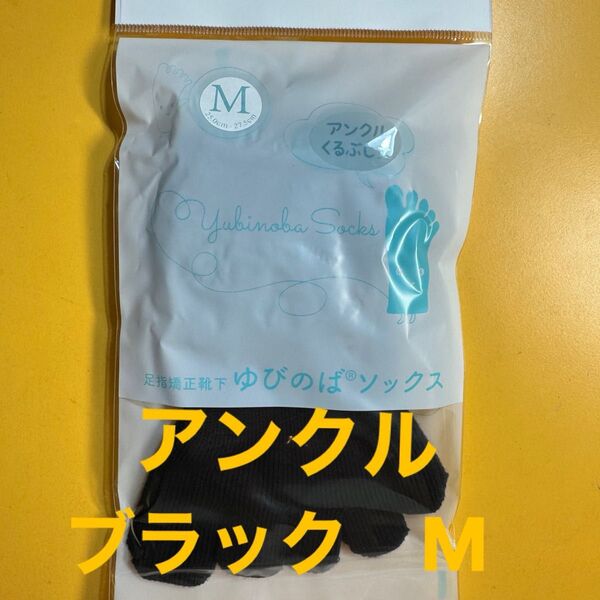 M
25.0cm - 27.5cm
アンクル
くるぶし丈
Yubinoba Socks
足指矯正靴下 ゆびのば®ソックス
アンクル
ブラック M